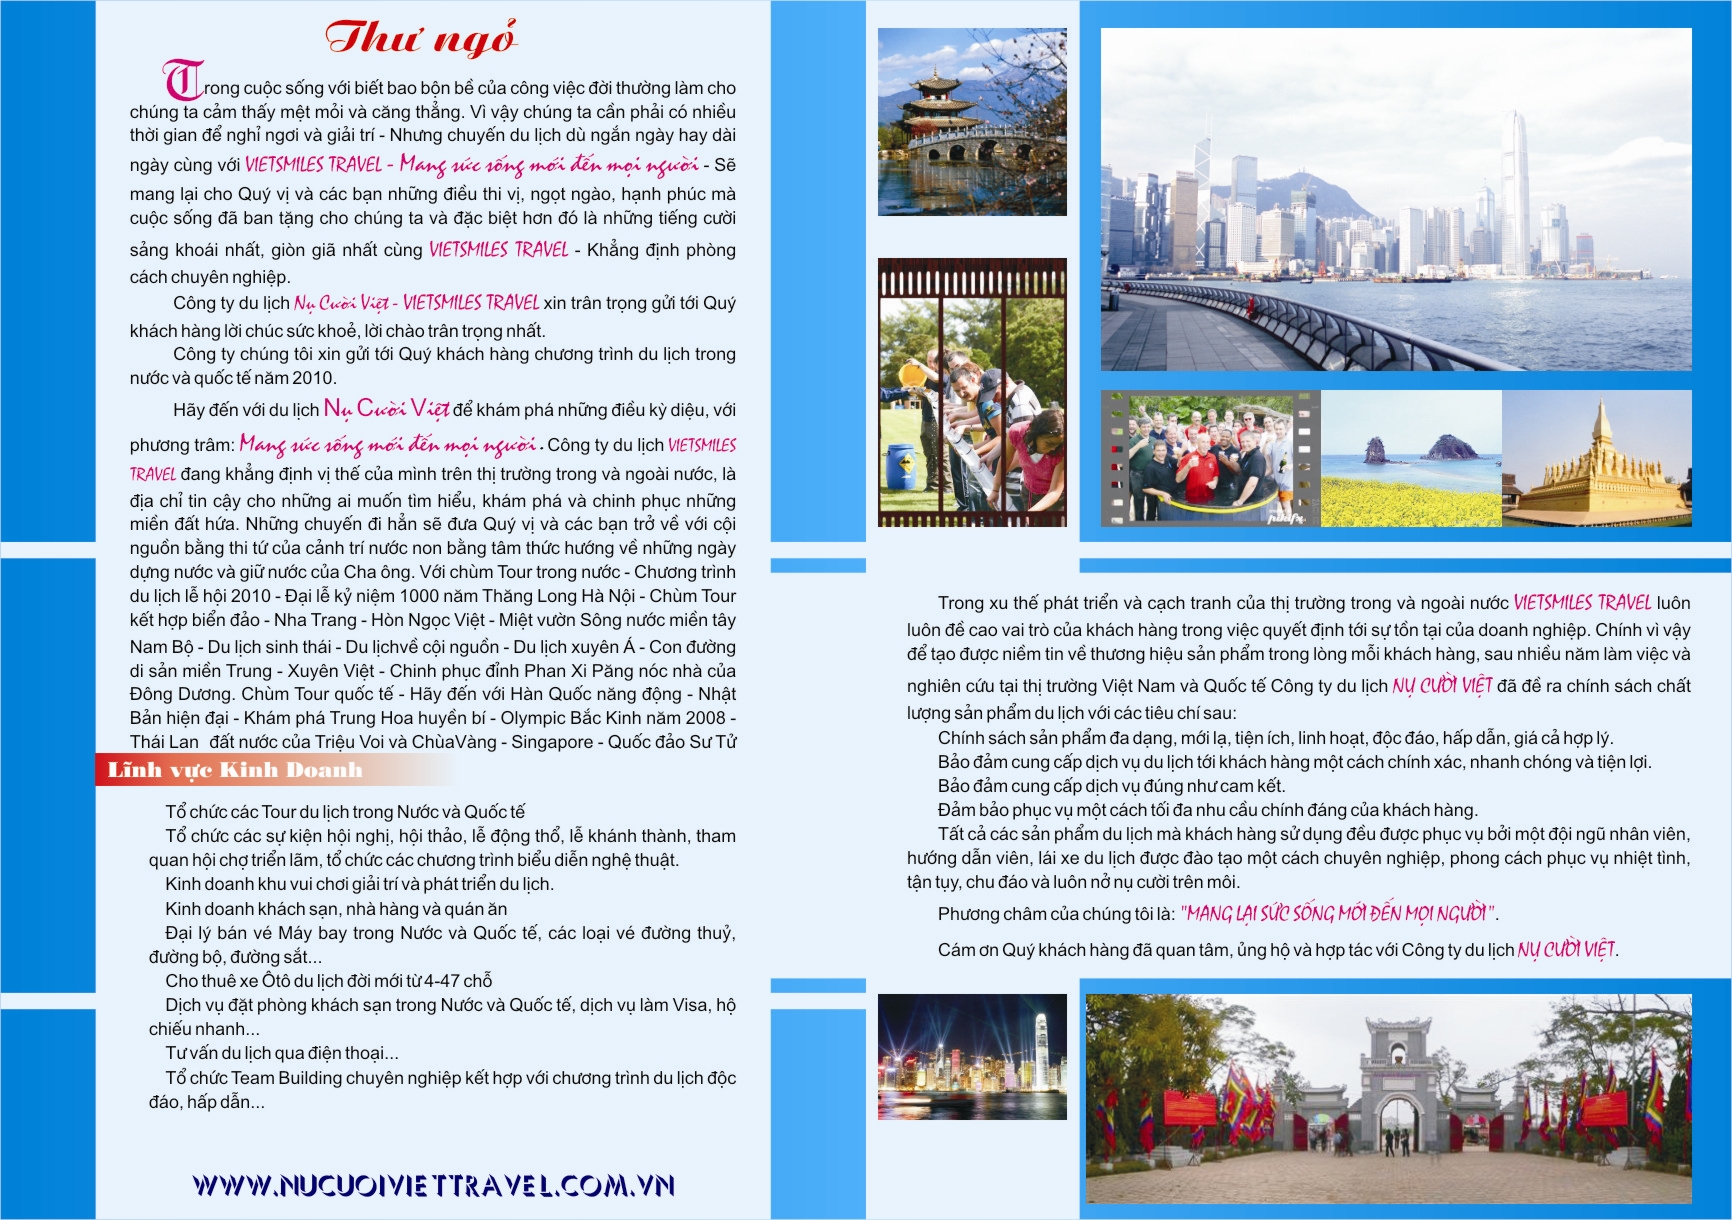 Thư ngỏ
Trong cuộc sống với biết bao bộn bề của công việc đời thường làm cho
chúng ta cảm thấy mệt mỏi và căng thẳng. Vì vậy chúng ta cần phải có nhiều
thời gian để nghỉ ngơi và giải trí - Nhưng chuyến du lịch dù ngắn ngày hay dài
ngày cùng với VIETSMILES TRAVEL - Mang sức sống mới đến mọi người - Sẽ
mang lại cho Quý vị và các bạn những điều thi vị, ngọt ngào, hạnh phúc mà
cuộc sống đã ban tặng cho chúng ta và đặc biệt hơn đó là những tiếng cười
sảng khoái nhất, giòn giã nhất cùng VIETSMILES TRAVEL - Khẳng định phòng
cách chuyên nghiệp.
Công ty du lịch Nụ Cười Việt - VIETSMILES TRAVEL xin trân trọng gửi tới Quý
khách hàng lời chúc sức khoẻ, lời chào trân trọng nhất.
Công ty chúng tôi xin gửi tới Quý khách hàng chương trình du lịch trong
nước và quốc tế năm 2010.
Hãy đến với du lịch Nụ Cười Việt để khám phá những điều kỳ diệu, với
phương trâm: Mang sức sống mới đến mọi người . Công ty du lịch VIETSMILES
TRAVEL đang khẳng định vị thế của mình trên thị trường trong và ngoài nước, là
địa chỉ tin cậy cho những ai muốn tìm hiểu, khám phá và chinh phục những
miền đất hứa. Những chuyến đi hẳn sẽ đưa Quý vị và các bạn trở về với cội
nguồn bằng thi tứ của cảnh trí nước non bằng tâm thức hướng về những ngày
dựng nước và giữ nước của Cha ông. Với chùm Tour trong nước - Chương trình
du lịch lễ hội 2010 - Đại lễ kỷ niệm 1000 năm Thăng Long Hà Nội - Chùm Tour
kết hợp biển đảo - Nha Trang - Hòn Ngọc Việt - Miệt vườn Sông nước miền tây
Nam Bộ - Du lịch sinh thái - Du lịchvề cội nguồn - Du lịch xuyên Á - Con đường
di sản miền Trung - Xuyên Việt - Chinh phục đỉnh Phan Xi Păng nóc nhà của
Đông Dương. Chùm Tour quốc tế - Hãy đến với Hàn Quốc năng động - Nhật
Bản hiện đại - Khám phá Trung Hoa huyền bí - Olympic Bắc Kinh năm 2008 -
Thái Lan đất nước của Triệu Voi và ChùaVàng - Singapore - Quốc đảo Sư Tử
Lĩnh vực Kinh Doanh
Tổ chức các Tour du lịch trong Nước và Quốc tế
Tổ chức các sự kiện hội nghị, hội thảo, lễ động thổ, lễ khánh thành, tham
quan hội chợ triển lãm, tổ chức các chương trình biểu diễn nghệ thuật.
Kinh doanh khu vui chơi giải trí và phát triển du lịch.
Kinh doanh khách sạn, nhà hàng và quán ăn
Đại lý bán vé Máy bay trong Nước và Quốc tế, các loại vé đường thuỷ,
đường bộ, đường sắt...
Cho thuê xe Ôtô du lịch đời mới từ 4-47 chỗ
Dịch vụ đặt phòng khách sạn trong Nước và Quốc tế, dịch vụ làm Visa, hộ
chiếu nhanh...
Tư vấn du lịch qua điện thoại...
Tổ chức Team Building chuyên nghiệp kết hợp với chương trình du lịch độc
đáo, hấp dẫn...
WWW.NUCUOIVIETTRAVEL.COM.VN
Trong xu thế phát triển và cạch tranh của thị trường trong và ngoài nước VIETSMILES TRAVEL luôn
luôn đề cao vai trò của khách hàng trong việc quyết định tới sự tồn tại của doanh nghiệp. Chính vì vậy
để tạo được niềm tin về thương hiệu sản phẩm trong lòng mỗi khách hàng, sau nhiều năm làm việc và
nghiên cứu tại thị trường Việt Nam và Quốc tế Công ty du lịch NỤ CƯỜI VIỆT đã đề ra chính sách chất
lượng sản phẩm du lịch với các tiêu chí sau:
Chính sách sản phẩm đa dạng, mới lạ, tiện ích, linh hoạt, độc đáo, hấp dẫn, giá cả hợp lý.
Bảo đảm cung cấp dịch vụ du lịch tới khách hàng một cách chính xác, nhanh chóng và tiện lợi.
Bảo đảm cung cấp dịch vụ đúng như cam kết.
Đảm bảo phục vụ một cách tối đa nhu cầu chính đáng của khách hàng.
Tất cả các sản phẩm du lịch mà khách hàng sử dụng đều được phục vụ bởi một đội ngũ nhân viên,
hướng dẫn viên, lái xe du lịch được đào tạo một cách chuyên nghiệp, phong cách phục vụ nhiệt tình,
tận tụy, chu đáo và luôn nở nụ cười trên môi.
Phương châm của chúng tôi là: "MANG LẠI SỨC SỐNG MỚI ĐẾN MỌI NGƯỜI".
Cám ơn Quý khách hàng đã quan tâm, ủng hộ và hợp tác với Công ty du lịch NỤ CƯỜI VIỆT.